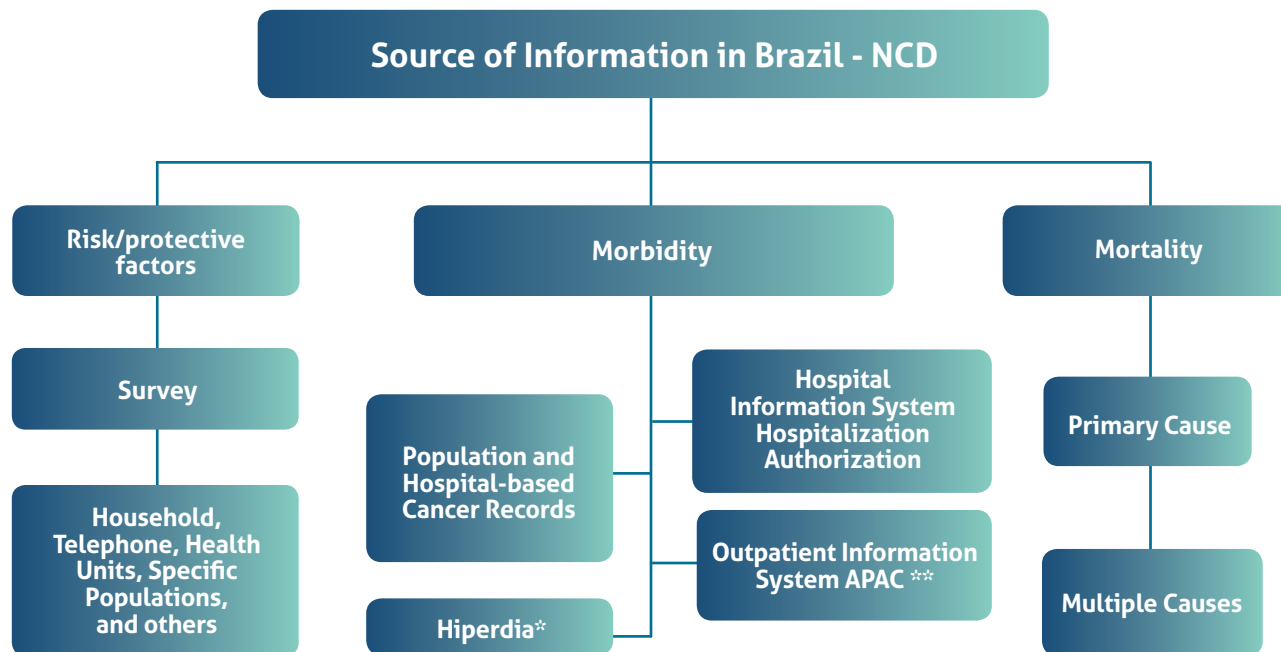 Source of Information in Brazil - NCD
Risk/protective
factors
Morbidity
Mortality
Survey
Household,
Telephone, Health
Units, Specific
Populations,
and others
Population and
Hospital-based
Cancer Records
Hiperdia☆
Hospital
Information System
Hospitalization
Authorization
Outpatient Information
System APAC ☆☆
Primary Cause
Multiple Causes